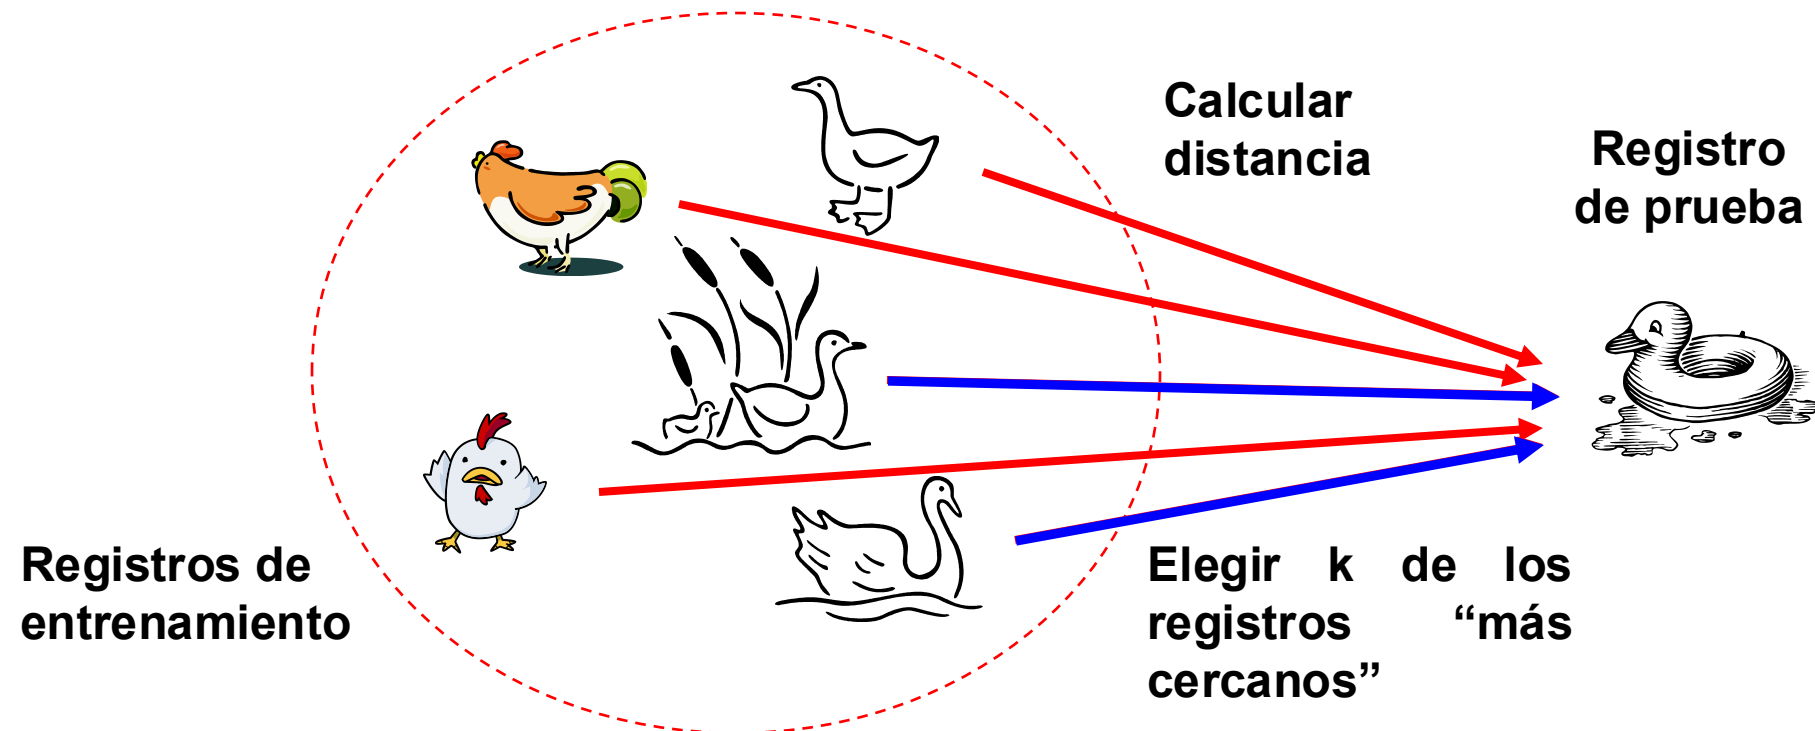 Calcular
distancia
Registro
de prueba
Registros de
entrenamiento
Elegir k de los
registros “más
cercanos”